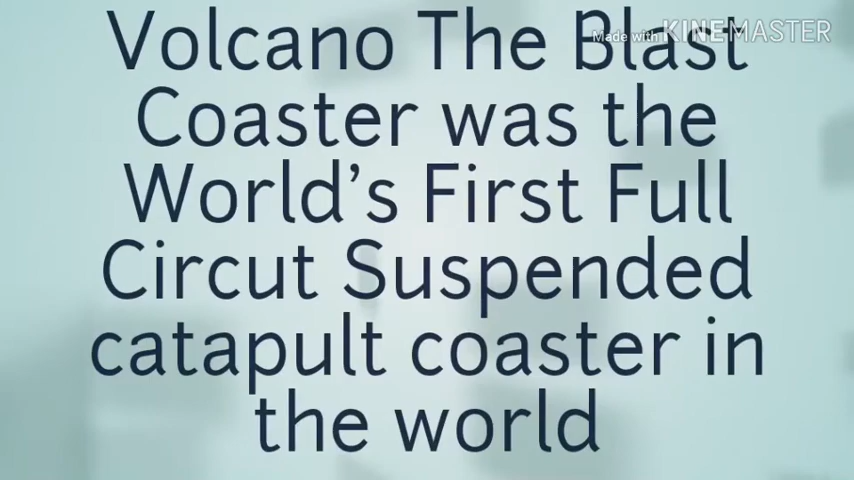 Volcano The Blast
Made with KINEMASTER
Coaster was the
World’s First Full
Circut Suspended
catapult coaster in
the world